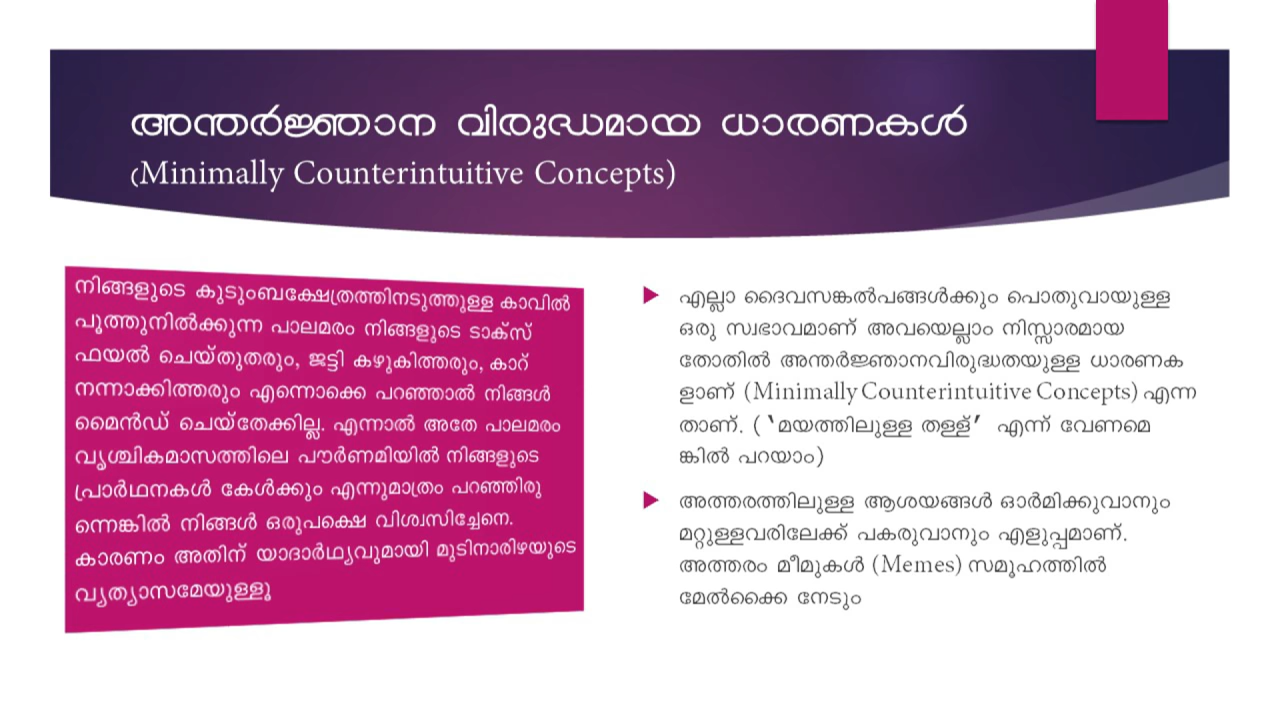 അന്തർജ്ഞാന വിരുദ്ധമായ ധാരണകൾ
(Minimally Counterintuitive Concepts)
നിങ്ങളുടെ കുടുംബക്ഷേത്രത്തിനടുത്തുള്ള കാവിൽ
പൂത്തുനിൽക്കുന്ന പാലമരം നിങ്ങളുടെ ടാക്സ്
ഫയൽ ചെയ്തുതരും, ജട്ടി കഴുകിത്തരും, കാറ്
നന്നാക്കിത്തരും എന്നൊക്കെ പറഞ്ഞാൽ നിങ്ങൾ
മൈൻഡ് ചെയ്തേക്കില്ല. എന്നാൽ അതേ പാലമരം
വൃശ്ചികമാസത്തിലെ പൗർണമിയിൽ നിങ്ങളുടെ
പ്രാർഥനകൾ കേൾക്കും എന്നുമാത്രം പറഞ്ഞിരു
ന്നെങ്കിൽ നിങ്ങൾ ഒരുപക്ഷെ വിശ്വസിച്ചേനെ.
കാരണം അതിന് യാദാർഥ്യവുമായി മുടിനാരിഴയുടെ
വ്യത്യാസമേയുള്ളൂ
എല്ലാ ദൈവസങ്കൽപങ്ങൾക്കും പൊതുവായുള്ള
ഒരു സ്വഭാവമാണ് അവയെല്ലാം നിസ്സാരമായ
തോതിൽ അന്തർജ്ഞാനവിരുദ്ധതയുള്ള ധാരണക
ളാണ് (Minimally Counterintuitive Concepts) എന്ന
താണ്. ( ‘മയത്തിലുള്ള തള്ള്’ എന്ന് വേണമെ
ങ്കിൽ പറയാം)
അത്തരത്തിലുള്ള ആശയങ്ങൾ ഓർമിക്കുവാനും
മറ്റുള്ളവരിലേക്ക് പകരുവാനും എളുപ്പമാണ്.
അത്തരം മീമുകൾ (Memes) സമൂഹത്തിൽ
മേൽക്കൈ നേടും